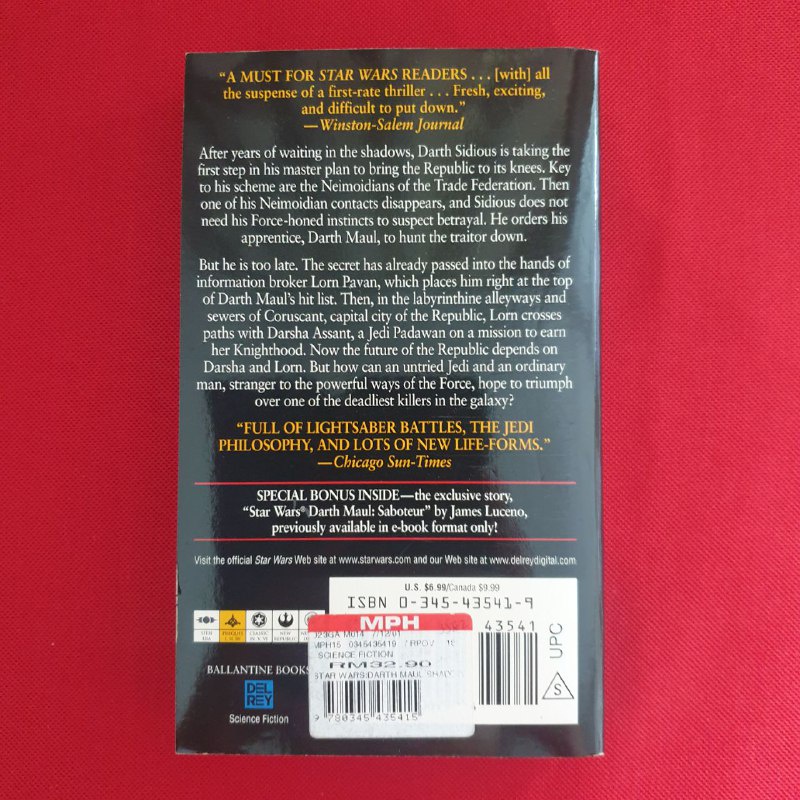 “A MUST FOR STAR WARS READERS . . . [with] all
the suspense of a first-rate thriller . . . Fresh, exciting,
and difficult to put down.”
—Winston-Salem Journal
After years of waiting in the shadows, Darth Sidious is taking the
first step in his master plan to bring the Republic to its knees. Key
to his scheme are the Neimoidians of the Trade Federation. Then
one of his Neimoidian contacts disappears, and Sidious does not
need his Force-honed instincts to suspect betrayal. He orders his
apprentice, Darth Maul, to hunt the traitor down.
But he is too late. The secret has already passed into the hands of
information broker Lorn Pavan, which places him right at the top
of Darth Maul’s hit list. Then, in the labyrinthine alleyways and
sewers of Coruscant, capital city of the Republic, Lorn crosses
paths with Darsha Assant, a Jedi Padawan on a mission to earn
her Knighthood. Now the future of the Republic depends on
Darsha and Lorn. But how can an untried Jedi and an ordinary
man, stranger to the powerful ways of the Force, hope to triumph
over one of the deadliest killers in the galaxy?
“FULL OF LIGHTSABER BATTLES, THE JEDI
PHILOSOPHY, AND LOTS OF NEW LIFE-FORMS.”
—Chicago Sun-Times
SPECIAL BONUS INSIDE—the exclusive story,
“Star Wars® Darth Maul: Saboteur” by James Luceno,
previously available in e-book format only!
Visit the official Star Wars Web site at www.starwars.com and our Web site at www.delreydigital.com
U.S. $6.99/Canada $9.99
ISBN 0-345-43541-9
MPH
43541
UPC
S
MPH15 0345435419
SCIENCE FICTION
RM32.90
STAR WARS:DARTH MAUL
9 780345 435415
BALLANTINE BOOKS
DEL REY
Science Fiction